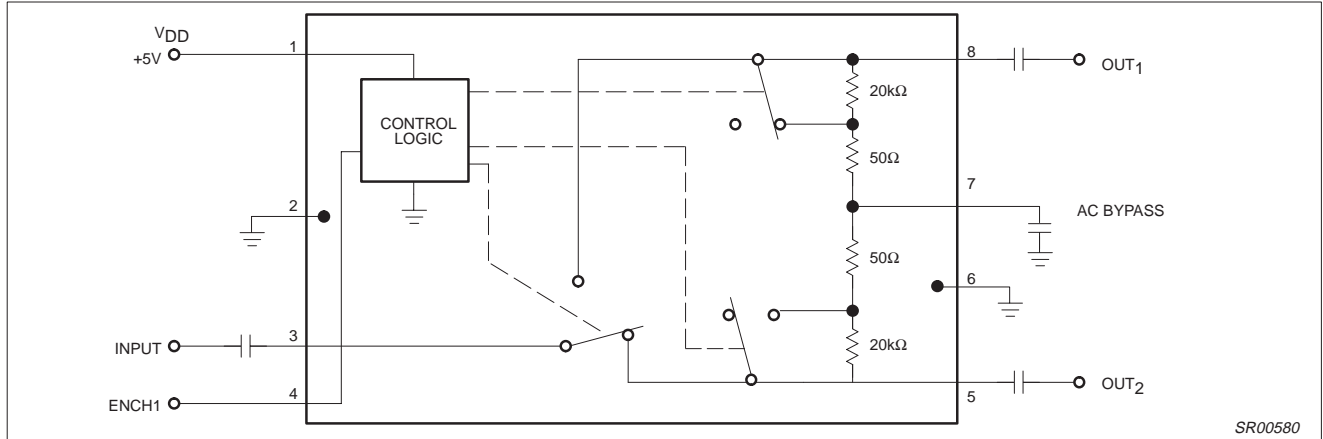 VDD
+5V
1
8
OUT1
20kΩ
CONTROL
LOGIC
50Ω
7
2
AC BYPASS
50Ω
6
3
INPUT
20kΩ
4
5
OUT2
ENCH1
SR00580